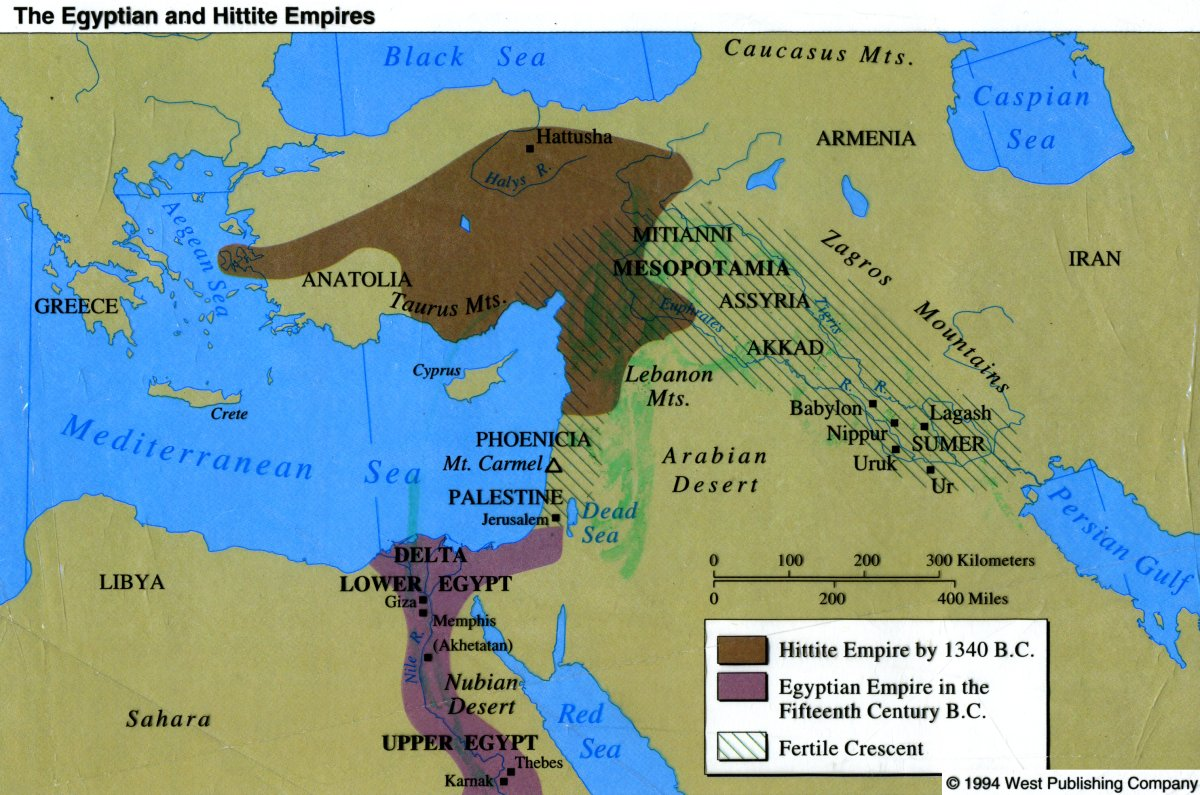 The Egyptian and Hittite Empires
Black Sea
Caucasus Mts.
Caspian
Sea
Hattusha
ARMENIA
Halys R.
Aegean Sea
MITIANNI
Zagros
Mountains
IRAN
MESOPOTAMIA
ANATOLIA
GREECE
Taurus Mts.
ASSYRIA
Euphrates
R.
Tigris
R.
AKKAD
Cyprus
Lebanon
Mts.
Crete
Babylon
Lagash
Nippur
SUMER
Uruk
Ur
Mediterranean Sea
PHOENICIA
Mt. Carmel
Arabian
Desert
PALESTINE
Jerusalem
Dead
Sea
Persian Gulf
DELTA
LIBYA
LOWER EGYPT
Giza
Memphis
(Akhetatan)
Nile R.
Nubian
Desert
Sahara
Red
Sea
UPPER EGYPT
Thebes
Karnak
0 100 200 300 Kilometers
0 200 400 Miles
Hittite Empire by 1340 B.C.
Egyptian Empire in the
Fifteenth Century B.C.
Fertile Crescent
© 1994 West Publishing Company